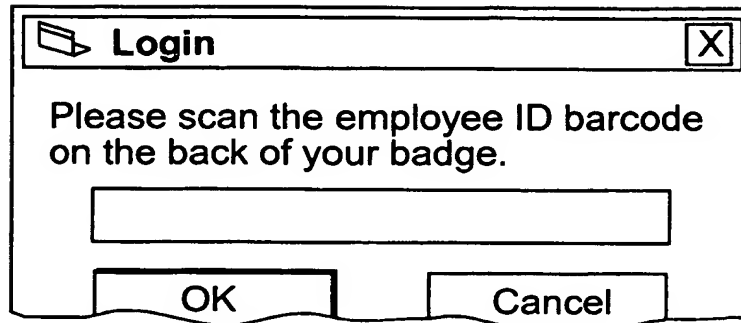 Login X
Please scan the employee ID barcode
on the back of your badge.
OK Cancel